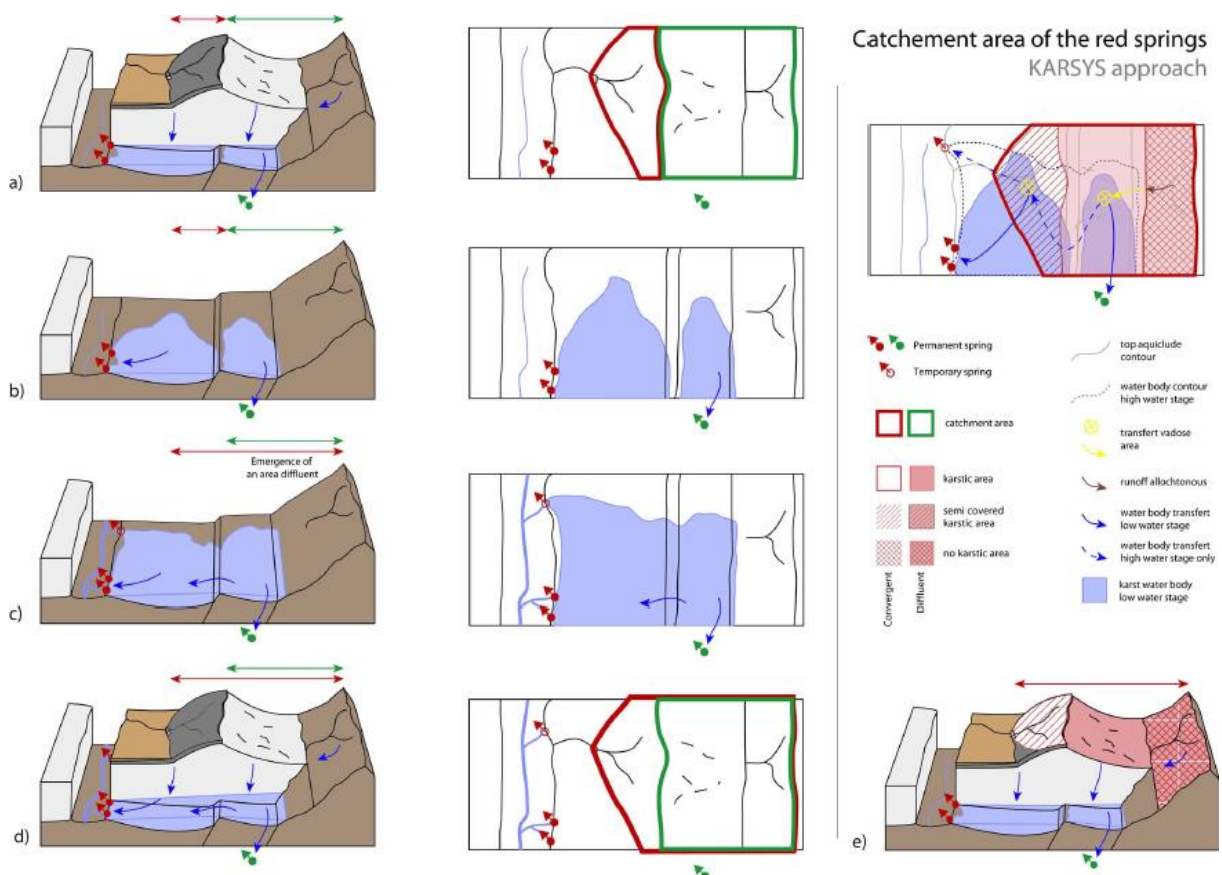 a)
b)
Emergence of
an area diffluent
c)
d)
Catchement area of the red springs
KARSYS approach
Permanent spring
Temporary spring
catchment area
karstic area
semi covered
karstic area
no karstic area
Convergent
Diffluent
top aquiclude
contour
water body contour
high water stage
transfert vadose
area
runoff allochtonous
water body transfert
low water stage
water body transfert
high water stage only
karst water body
low water stage
e)